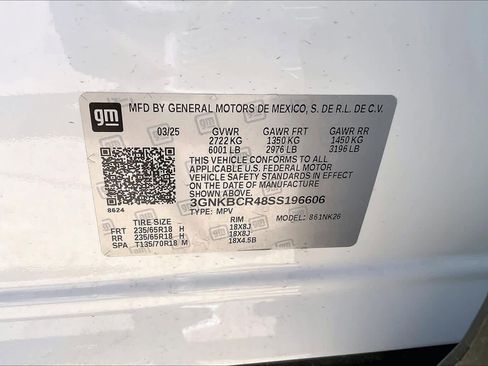 gm
MFD BY GENERAL MOTORS DE MEXICO, S. DE R.L. DE C.V.
03/25 GVWR GAWR FRT GAWR RR
2722 KG 1350 KG 1450 KG
6001 LB 2976 LB 3196 LB
THIS VEHICLE CONFORMS TO ALL
APPLICABLE U.S. FEDERAL MOTOR
VEHICLE SAFETY STANDARDS IN
EFFECT ON THE DATE OF
MANUFACTURE SHOWN ABOVE.
3GNKBCR48SS196606
8624 TYPE: MPV MODEL: 861NK26
TIRE SIZE RIM
FRT 235/65R18 H 18X8J
RR 235/65R18 H 18X8J
SPA T135/70R18 M 18X4.5B